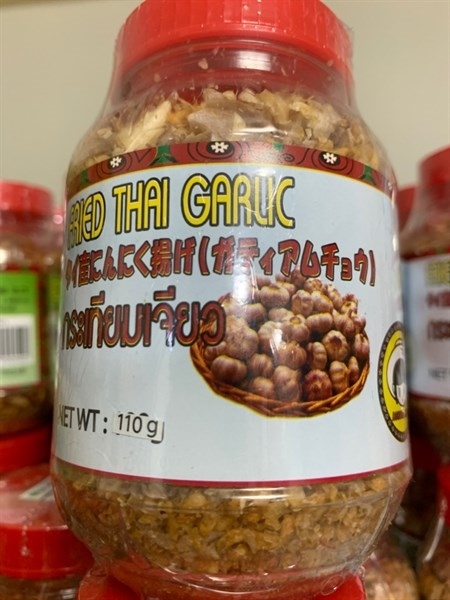 FRIED THAI GARLIC
タイ産にんにく揚げ(ガティアムチョウ)
กระเทียมเจียว
NET WT : 110 g